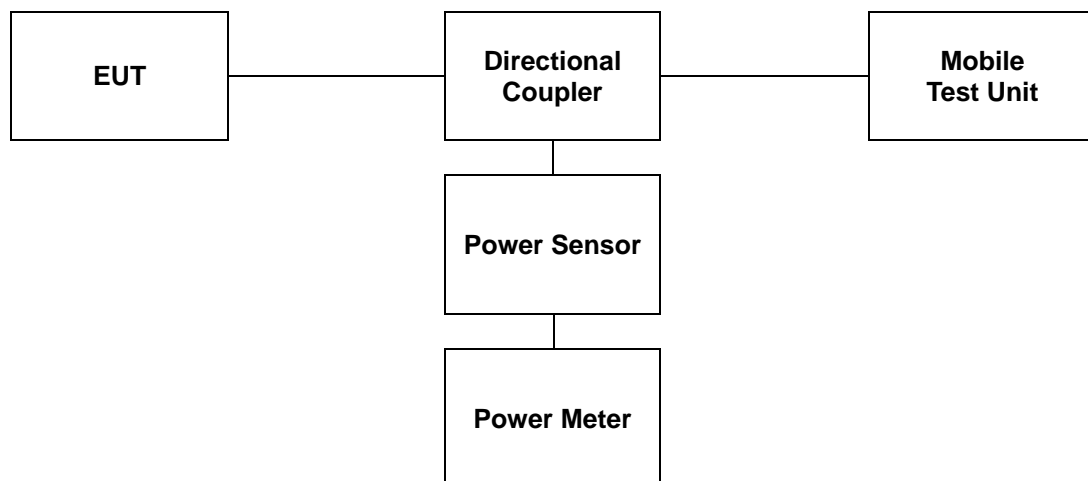 EUT
Directional
Coupler
Mobile
Test Unit
Power Sensor
Power Meter